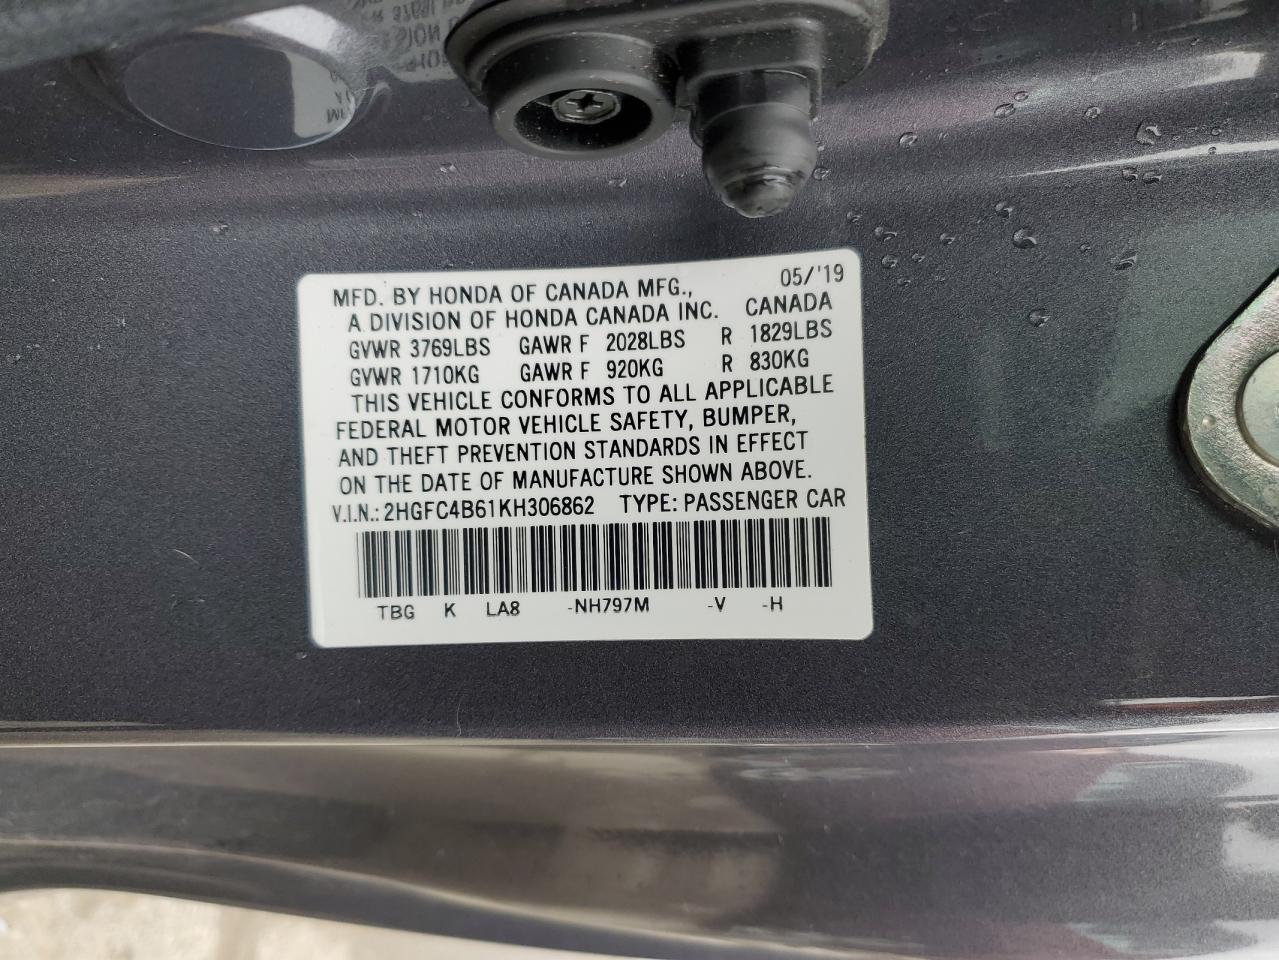 05/'19
MFD. BY HONDA OF CANADA MFG.,
A DIVISION OF HONDA CANADA INC. CANADA
GVWR 3769LBS GAWR F 2028LBS R 1829LBS
GVWR 1710KG GAWR F 920KG R 830KG
THIS VEHICLE CONFORMS TO ALL APPLICABLE
FEDERAL MOTOR VEHICLE SAFETY, BUMPER,
AND THEFT PREVENTION STANDARDS IN EFFECT
ON THE DATE OF MANUFACTURE SHOWN ABOVE.
V.I.N.: 2HGFC4B61KH306862 TYPE: PASSENGER CAR
TBG K LA8 -NH797M -V -H